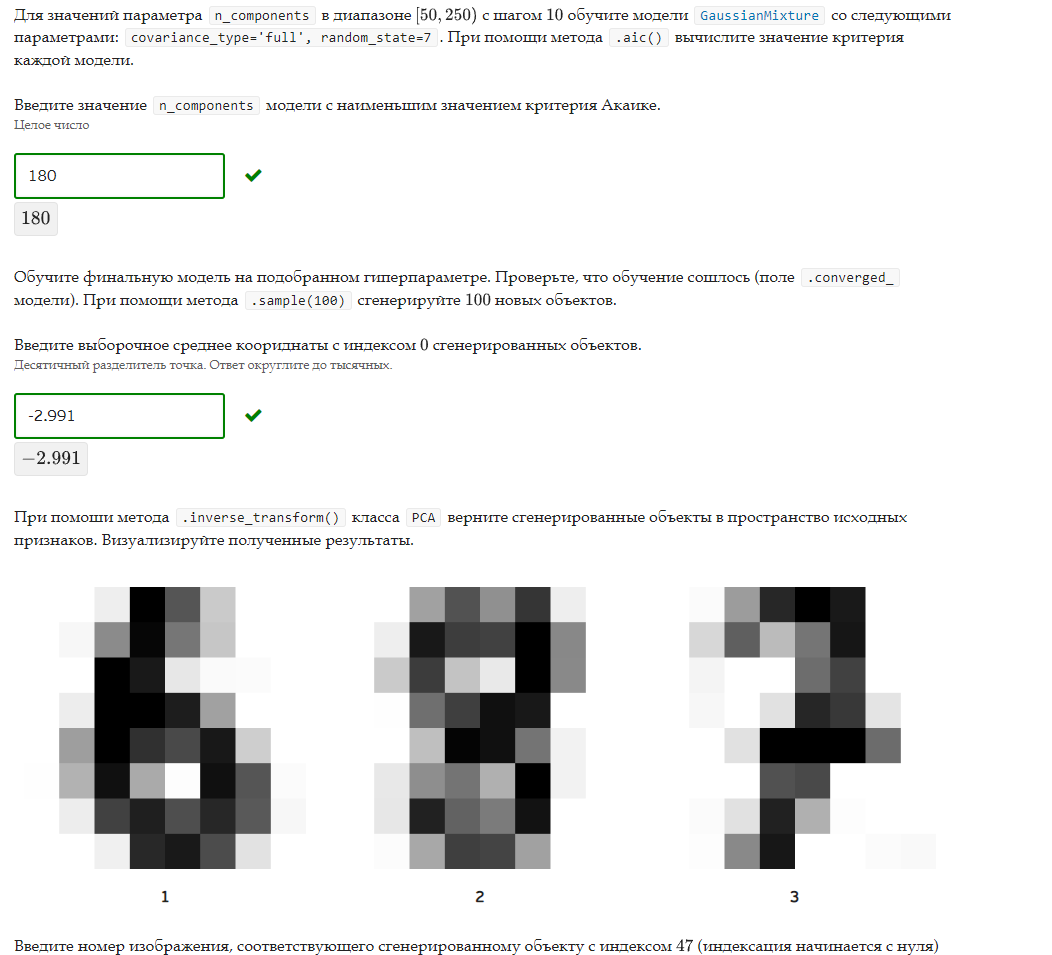 Для значений параметра n_components в диапазоне [50, 250) с шагом 10 обучите модели GaussianMixture со следующими
параметрами: covariance_type='full', random_state=7 . При помощи метода .aic() вычислите значение критерия
каждой модели.
Введите значение n_components модели с наименьшим значением критерия Акаике.
Целое число
180
180
Обучите финальную модель на подобранном гиперпараметре. Проверьте, что обучение сошлось (поле .converged_
модели). При помощи метода .sample(100) сгенерируйте 100 новых объектов.
Введите выборочное среднее коориднаты с индексом 0 сгенерированных объектов.
Десятичный разделитель точка. Ответ округлите до тысячных.
-2.991
−2.991
При помоши метода .inverse_transform() класса PCA верните сгенерированные объекты в пространство исходных
признаков. Визуализируйте полученные результаты.
1 2 3
Введите номер изображения, соответствующего сгенерированному объекту с индексом 47 (индексация начинается с нуля)